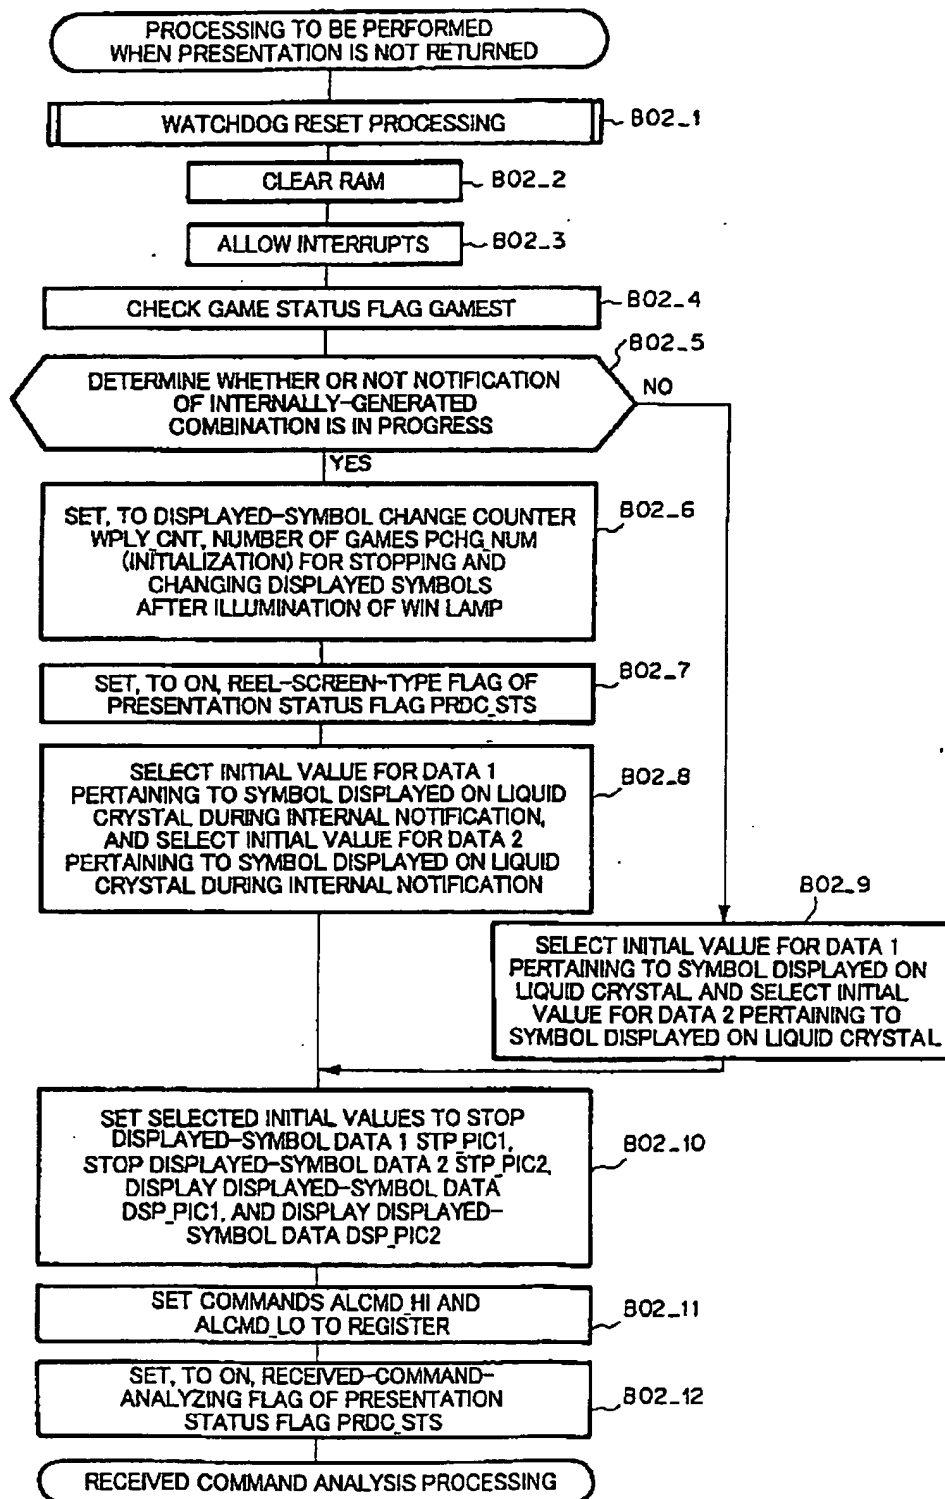 PROCESSING TO BE PERFORMED
WHEN PRESENTATION IS NOT RETURNED
WATCHDOG RESET PROCESSING
B02_1
CLEAR RAM
B02_2
ALLOW INTERRUPTS
B02_3
CHECK GAME STATUS FLAG GAMEST
B02_4
B02_5
DETERMINE WHETHER OR NOT NOTIFICATION
OF INTERNALLY-GENERATED
COMBINATION IS IN PROGRESS
NO
YES
SET, TO DISPLAYED-SYMBOL CHANGE COUNTER
WPLY_CNT, NUMBER OF GAMES PCHG_NUM
(INITIALIZATION) FOR STOPPING AND
CHANGING DISPLAYED SYMBOLS
AFTER ILLUMINATION OF WIN LAMP
B02_6
SET, TO ON, REEL-SCREEN-TYPE FLAG OF
PRESENTATION STATUS FLAG PRDC_STS
B02_7
SELECT INITIAL VALUE FOR DATA 1
PERTAINING TO SYMBOL DISPLAYED ON LIQUID
CRYSTAL DURING INTERNAL NOTIFICATION,
AND SELECT INITIAL VALUE FOR DATA 2
PERTAINING TO SYMBOL DISPLAYED ON LIQUID
CRYSTAL DURING INTERNAL NOTIFICATION
B02_8
B02_9
SELECT INITIAL VALUE FOR DATA 1
PERTAINING TO SYMBOL DISPLAYED ON
LIQUID CRYSTAL AND SELECT INITIAL
VALUE FOR DATA 2 PERTAINING TO
SYMBOL DISPLAYED ON LIQUID CRYSTAL
SET SELECTED INITIAL VALUES TO STOP
DISPLAYED-SYMBOL DATA 1 STP_PIC1,
STOP DISPLAYED-SYMBOL DATA 2 STP_PIC2,
DISPLAY DISPLAYED-SYMBOL DATA
DSP_PIC1, AND DISPLAY DISPLAYED-
SYMBOL DATA DSP_PIC2
B02_10
SET COMMANDS ALCMD_HI AND
ALCMD_LO TO REGISTER
B02_11
SET, TO ON, RECEIVED-COMMAND-
ANALYZING FLAG OF PRESENTATION
STATUS FLAG PRDC_STS
B02_12
RECEIVED COMMAND ANALYSIS PROCESSING